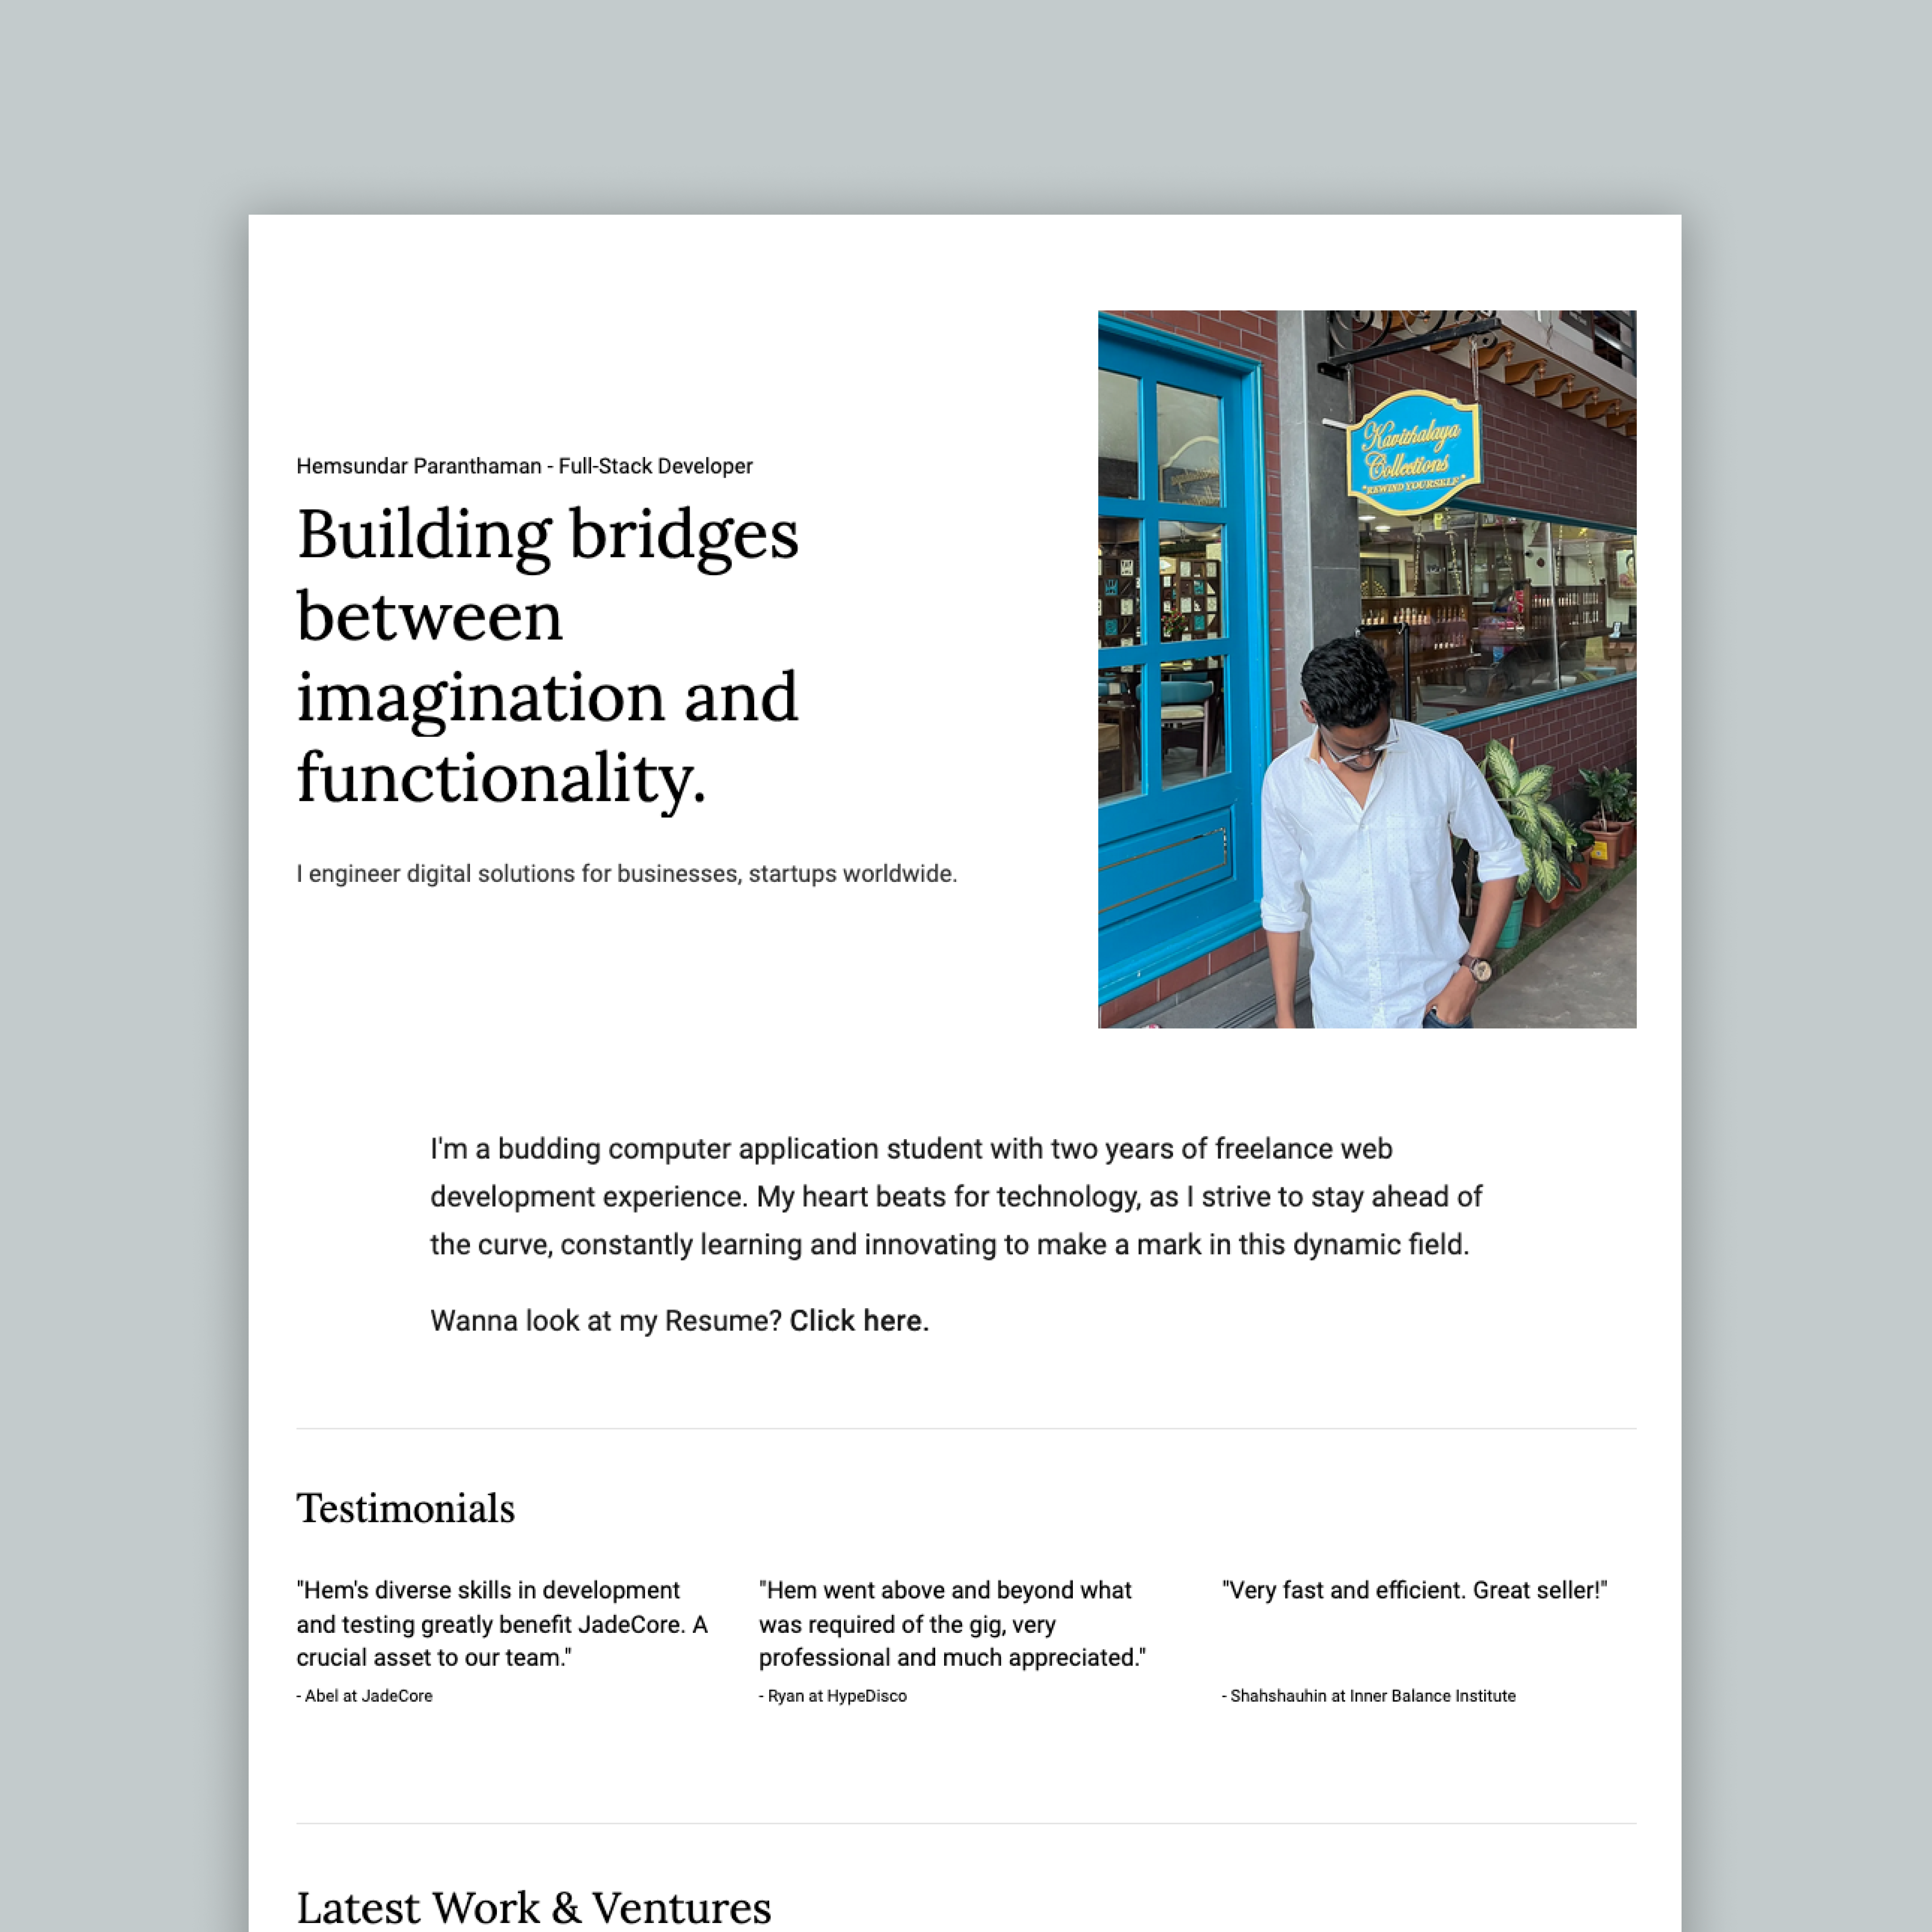 Hemsundar Paranthaman - Full-Stack Developer
Building bridges
between
imagination and
functionality.
I engineer digital solutions for businesses, startups worldwide.
Kavithalaya
Collections
"REWIND YOURSELF"
I'm a budding computer application student with two years of freelance web
development experience. My heart beats for technology, as I strive to stay ahead of
the curve, constantly learning and innovating to make a mark in this dynamic field.
Wanna look at my Resume? Click here.
Testimonials
"Hem's diverse skills in development
and testing greatly benefit JadeCore. A
crucial asset to our team."
- Abel at JadeCore
"Hem went above and beyond what
was required of the gig, very
professional and much appreciated."
- Ryan at HypeDisco
"Very fast and efficient. Great seller!"
- Shahshauhin at Inner Balance Institute
Latest Work & Ventures